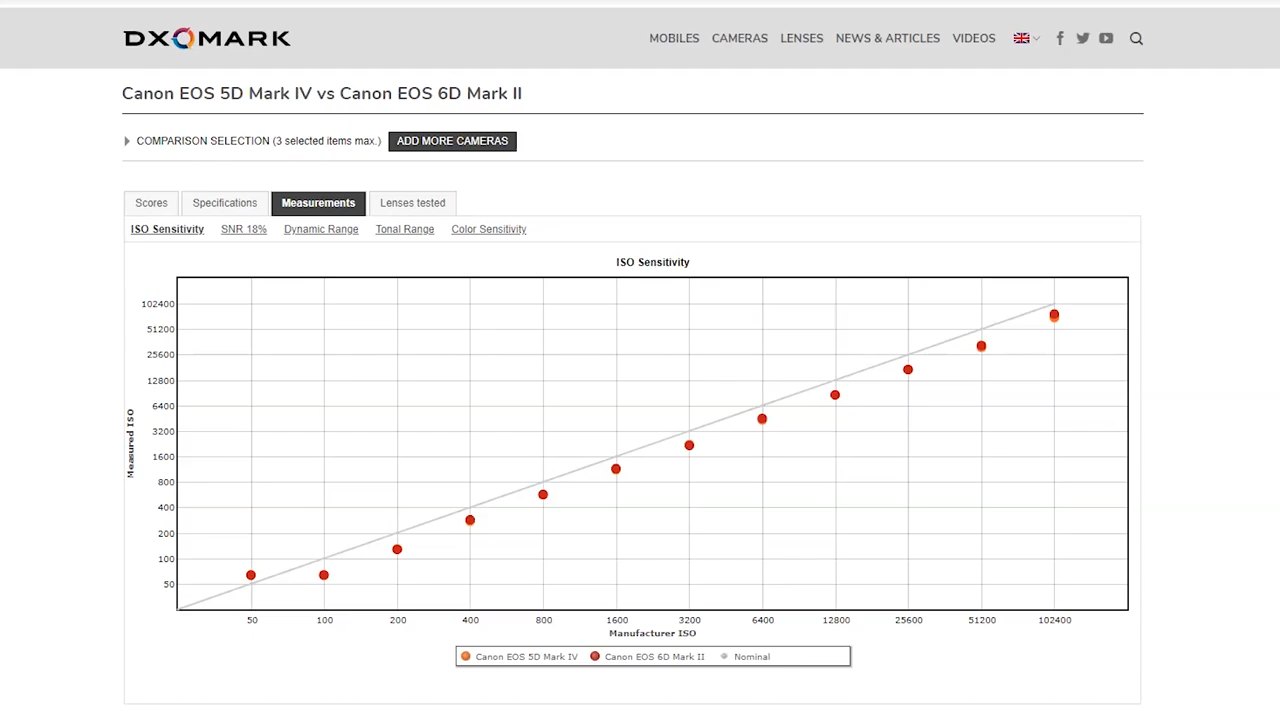 DXOMARK
MOBILES CAMERAS LENSES NEWS & ARTICLES VIDEOS
Canon EOS 5D Mark IV vs Canon EOS 6D Mark II
COMPARISON SELECTION (3 selected items max.) ADD MORE CAMERAS
Scores Specifications Measurements Lenses tested
ISO Sensitivity SNR 18% Dynamic Range Tonal Range Color Sensitivity
ISO Sensitivity
102400
51200
25600
12800
6400
3200
1600
800
400
200
100
50
Measured ISO
50 100 200 400 800 1600 3200 6400 12800 25600 51200 102400
Manufacturer ISO
Canon EOS 5D Mark IV Canon EOS 6D Mark II Nominal